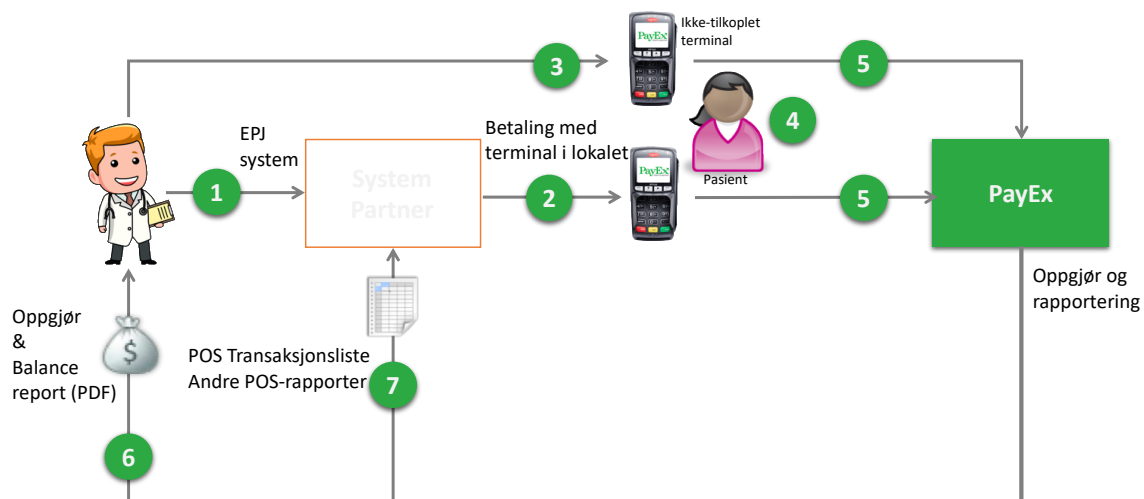 Ikke-tilkoplet
terminal
PayEx
3
5
4
EPJ
system
Betaling med
terminal i lokalet
System
Partner
1
2
PayEx
Pasient
5
PayEx
Oppgjør og
rapportering
Oppgjør
&
Balance
report (PDF)
$
POS Transaksjonsliste
Andre POS-rapporter
7
6